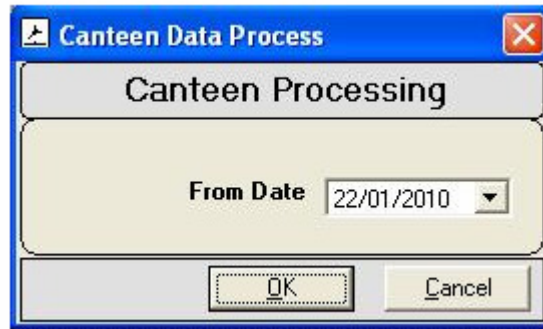 Canteen Data Process
Canteen Processing
From Date 22/01/2010
OK Cancel